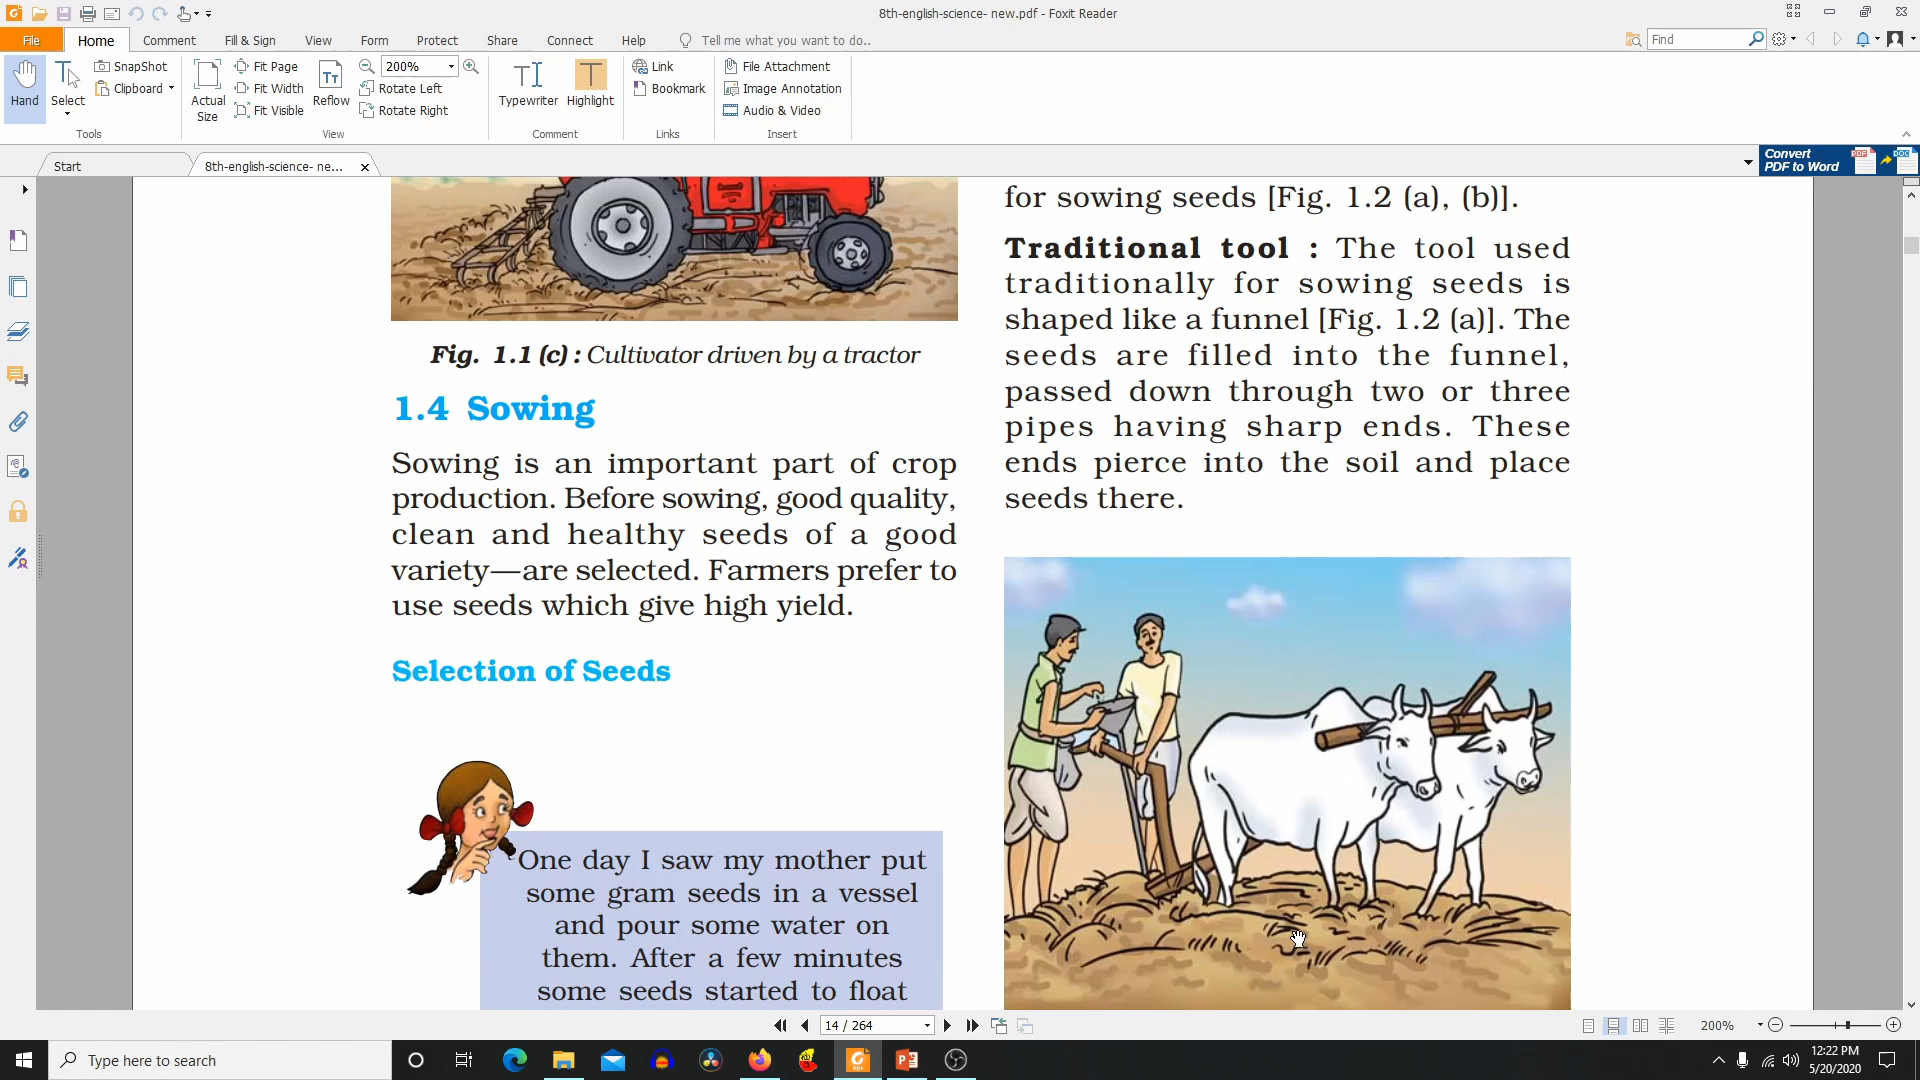 8th-english-science- new.pdf - Foxit Reader
File
Home
Comment
Fill & Sign
View
Form
Protect
Share
Connect
Help
Tell me what you want to do..
Find
Hand
Select
SnapShot
Clipboard
Tools
Actual
Size
Fit Page
Fit Width
Fit Visible
Reflow
200%
Rotate Left
Rotate Right
View
Typewriter
Highlight
Comment
Link
Bookmark
Links
File Attachment
Image Annotation
Audio & Video
Insert
Start
8th-english-science- ne...
Convert
PDF to Word
Fig. 1.1 (c) : Cultivator driven by a tractor
1.4 Sowing
Sowing is an important part of crop
production. Before sowing, good quality,
clean and healthy seeds of a good
variety—are selected. Farmers prefer to
use seeds which give high yield.
Selection of Seeds
One day I saw my mother put
some gram seeds in a vessel
and pour some water on
them. After a few minutes
some seeds started to float
for sowing seeds [Fig. 1.2 (a), (b)].
Traditional tool : The tool used
traditionally for sowing seeds is
shaped like a funnel [Fig. 1.2 (a)]. The
seeds are filled into the funnel,
passed down through two or three
pipes having sharp ends. These
ends pierce into the soil and place
seeds there.
14 / 264
200%
Type here to search
12:22 PM
5/20/2020